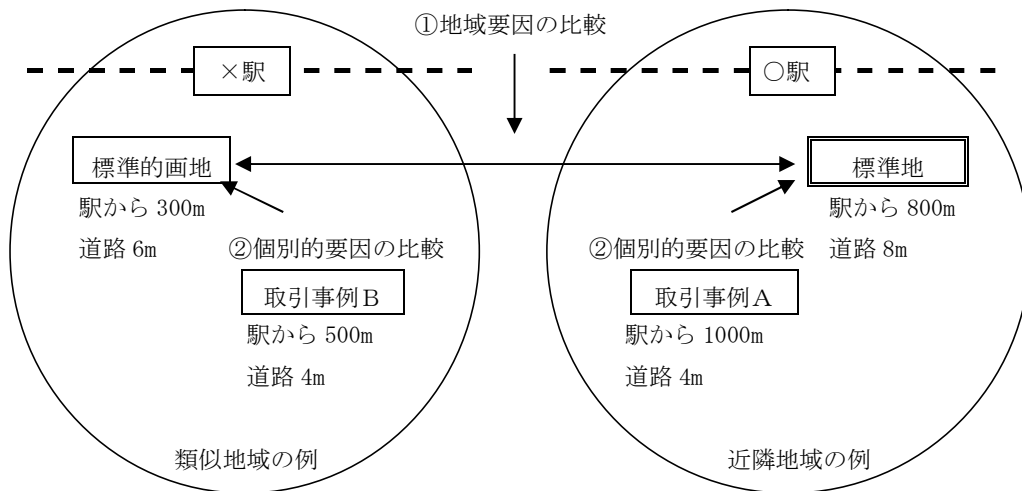 ①地域要因の比較
×駅
○駅
標準的画地
標準地
駅から 300m
道路 6m
駅から 800m
道路 8m
②個別的要因の比較
②個別的要因の比較
取引事例B
取引事例A
駅から 500m
道路 4m
駅から 1000m
道路 4m
類似地域の例
近隣地域の例